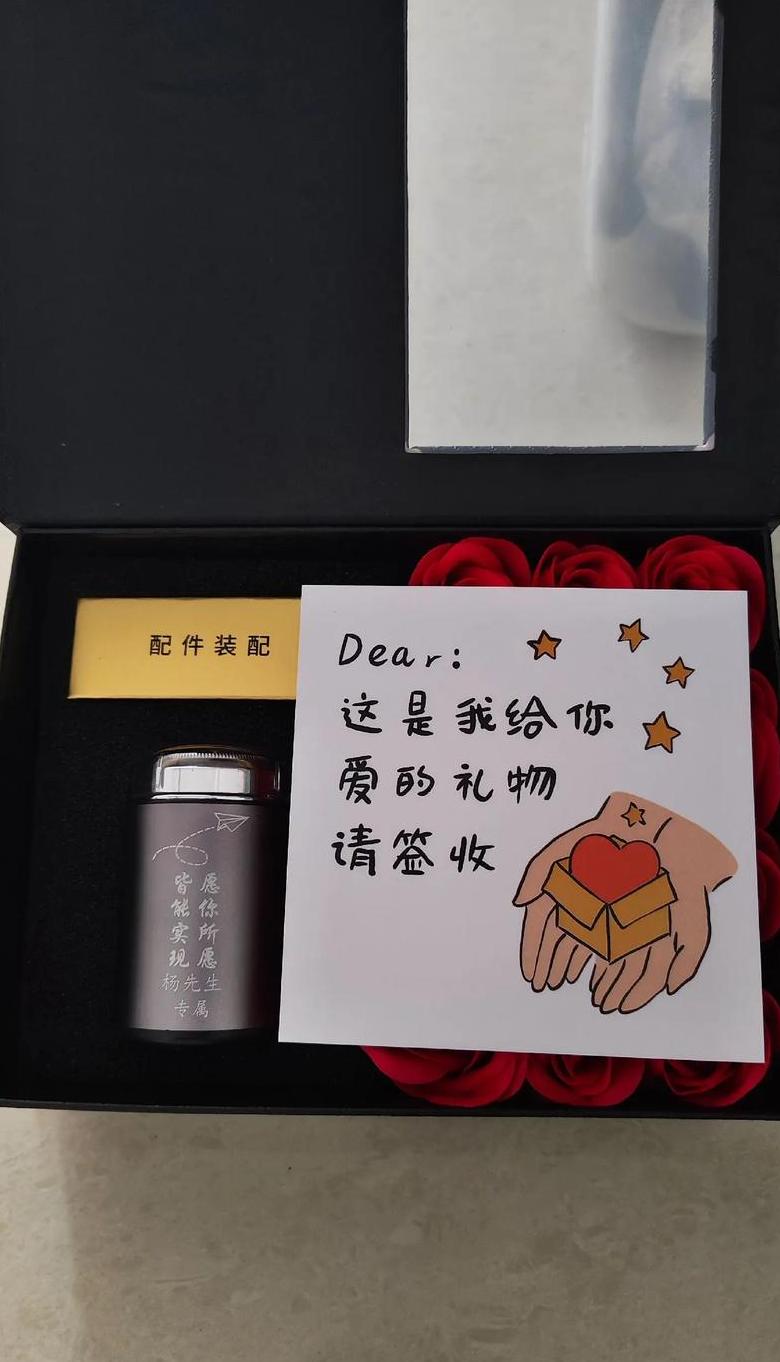 配件装配
Dear:
这是我给你
爱的礼物
请签收
愿你所愿
皆能实现
杨先生
专属